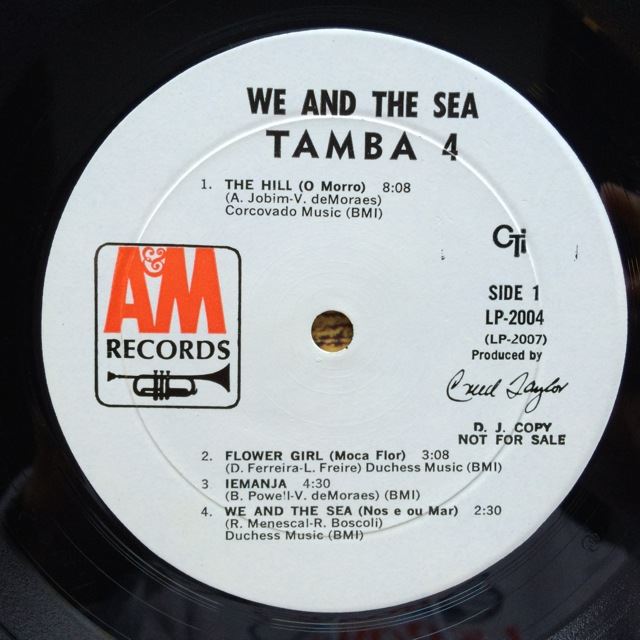 WE AND THE SEA
TAMBA 4
1. THE HILL (O Morro) 8:08
(A. Jobim-V. deMoraes)
Corcovado Music (BMI)
CTi
A&M
RECORDS
SIDE 1
LP-2004
(LP-2007)
Produced by
Creed Taylor
D. J. COPY
NOT FOR SALE
2. FLOWER GIRL (Moca Flor) 3:08
(D. Ferreira-L. Freire) Duchess Music (BMI)
3 IEMANJA 4:30
(B. Powe'l-V. deMoraes) (BMI)
4. WE AND THE SEA (Nos e ou Mar) 2:30
(R. Menescal-R. Boscoli)
Duchess Music (BMI)